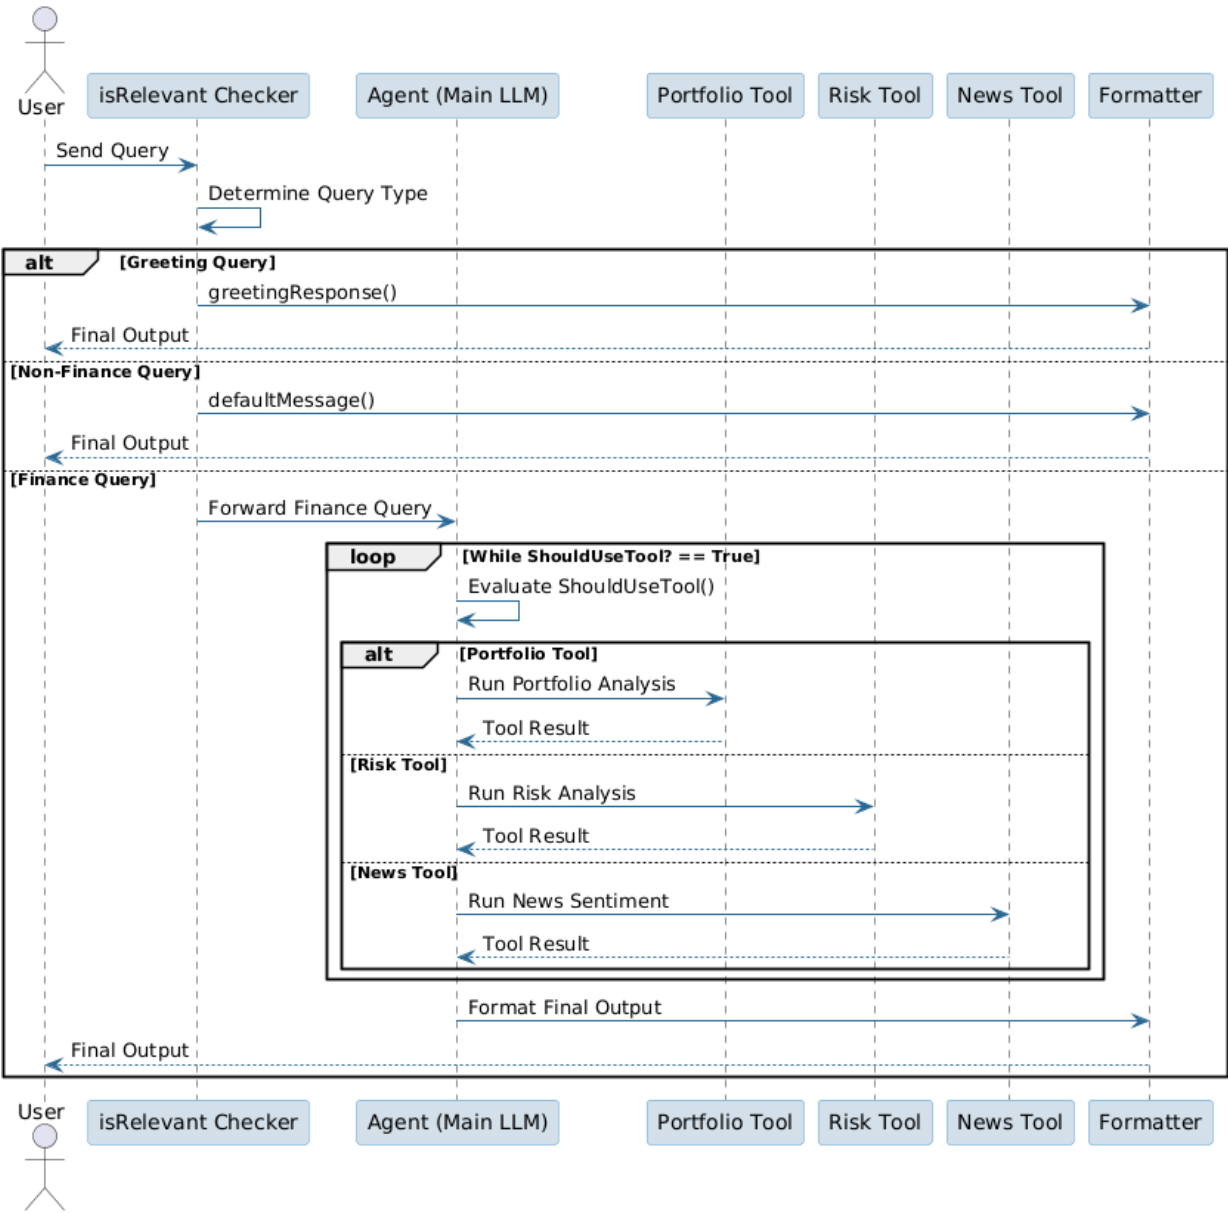 User
isRelevant Checker
Agent (Main LLM)
Portfolio Tool
Risk Tool
News Tool
Formatter
Send Query
Determine Query Type
alt
[Greeting Query]
greetingResponse()
Final Output
[Non-Finance Query]
defaultMessage()
Final Output
[Finance Query]
Forward Finance Query
loop
[While ShouldUseTool? == True]
Evaluate ShouldUseTool()
alt
[Portfolio Tool]
Run Portfolio Analysis
Tool Result
[Risk Tool]
Run Risk Analysis
Tool Result
[News Tool]
Run News Sentiment
Tool Result
Format Final Output
Final Output
User
isRelevant Checker
Agent (Main LLM)
Portfolio Tool
Risk Tool
News Tool
Formatter